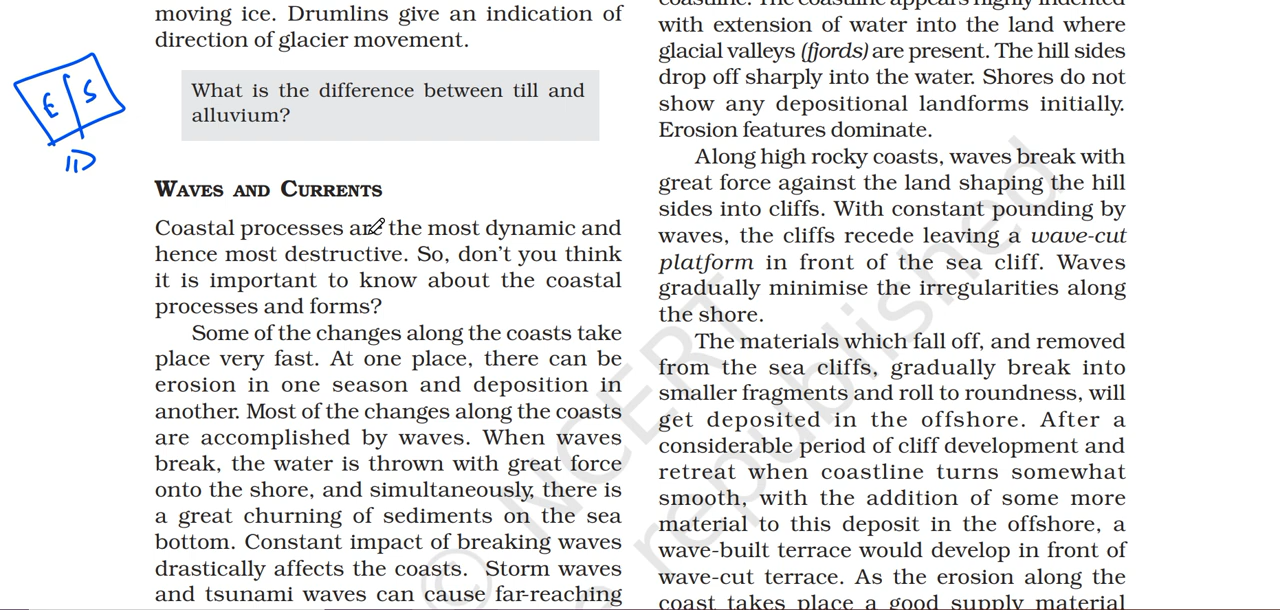 moving ice. Drumlins give an indication of
direction of glacier movement.
E S
What is the difference between till and
alluvium?
WAVES AND CURRENTS
Coastal processes are the most dynamic and
hence most destructive. So, don't you think
it is important to know about the coastal
processes and forms?
Some of the changes along the coasts take
place very fast. At one place, there can be
erosion in one season and deposition in
another. Most of the changes along the coasts
are accomplished by waves. When waves
break, the water is thrown with great force
onto the shore, and simultaneously, there is
a great churning of sediments on the sea
bottom. Constant impact of breaking waves
drastically affects the coasts. Storm waves
and tsunami waves can cause far-reaching
coastline. The coastline appears highly indented
with extension of water into the land where
glacial valleys (fjords) are present. The hill sides
drop off sharply into the water. Shores do not
show any depositional landforms initially.
Erosion features dominate.
Along high rocky coasts, waves break with
great force against the land shaping the hill
sides into cliffs. With constant pounding by
waves, the cliffs recede leaving a wave-cut
platform in front of the sea cliff. Waves
gradually minimise the irregularities along
the shore.
The materials which fall off, and removed
from the sea cliffs, gradually break into
smaller fragments and roll to roundness, will
get deposited in the offshore. After a
considerable period of cliff development and
retreat when coastline turns somewhat
smooth, with the addition of some more
material to this deposit in the offshore, a
wave-built terrace would develop in front of
wave-cut terrace. As the erosion along the
coast takes place a good supply material
© NCERT
republished